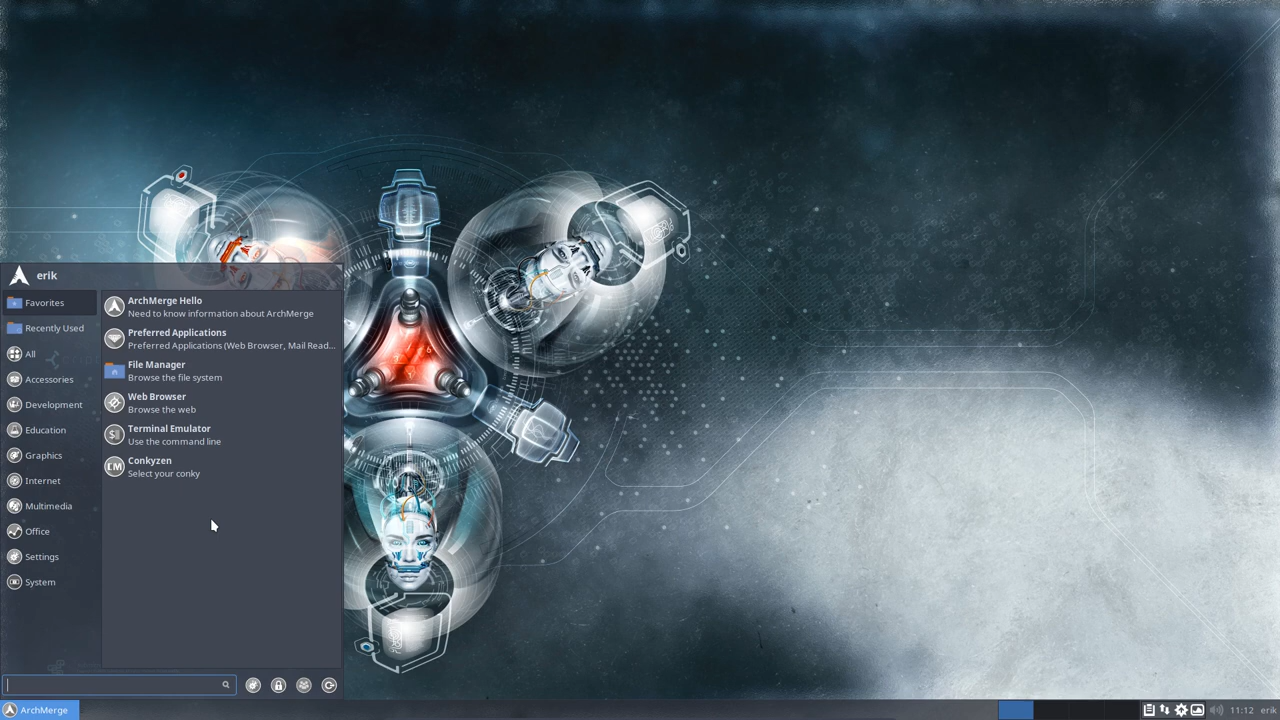 erik
Favorites
Recently Used
All
Accessories
Development
Education
Graphics
Internet
Multimedia
Office
Settings
System
ArchMerge Hello
Need to know information about ArchMerge
Preferred Applications
Preferred Applications (Web Browser, Mail Read...
File Manager
Browse the file system
Web Browser
Browse the web
Terminal Emulator
Use the command line
Conkyzen
Select your conky
ArchMerge
11:12 erik